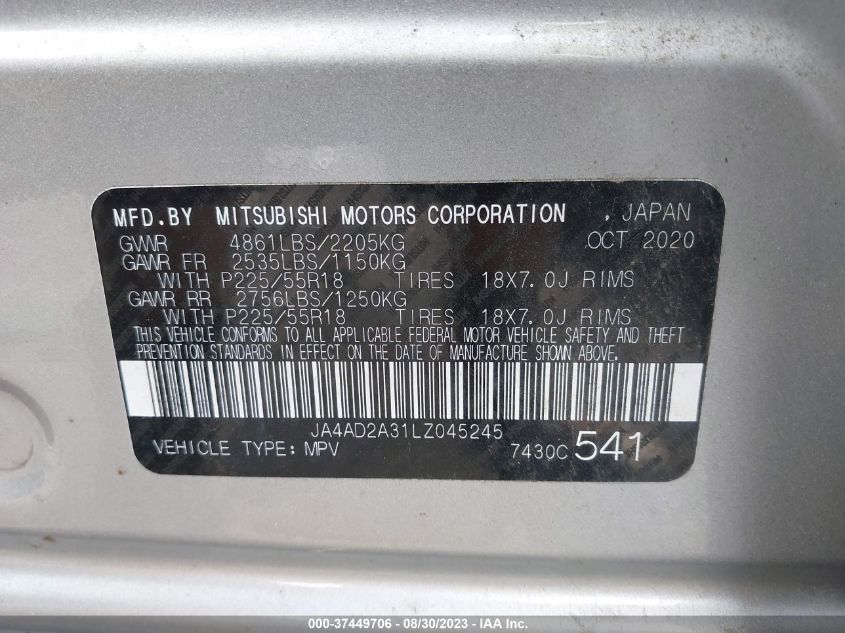 MFD.BY MITSUBISHI MOTORS CORPORATION . JAPAN
GVWR 4861LBS/2205KG OCT 2020
GAWR FR 2535LBS/1150KG
WITH P225/55R18 TIRES 18X7.0J RIMS
GAWR RR 2756LBS/1250KG
WITH P225/55R18 TIRES 18X7.0J RIMS
THIS VEHICLE CONFORMS TO ALL APPLICABLE FEDERAL MOTOR VEHICLE SAFETY AND THEFT
PREVENTION STANDARDS IN EFFECT ON THE DATE OF MANUFACTURE SHOWN ABOVE.
JA4AD2A31LZ045245
VEHICLE TYPE: MPV 7430C 541
000-37449706 - 08/30/2023 - IAA Holdings, LLC.